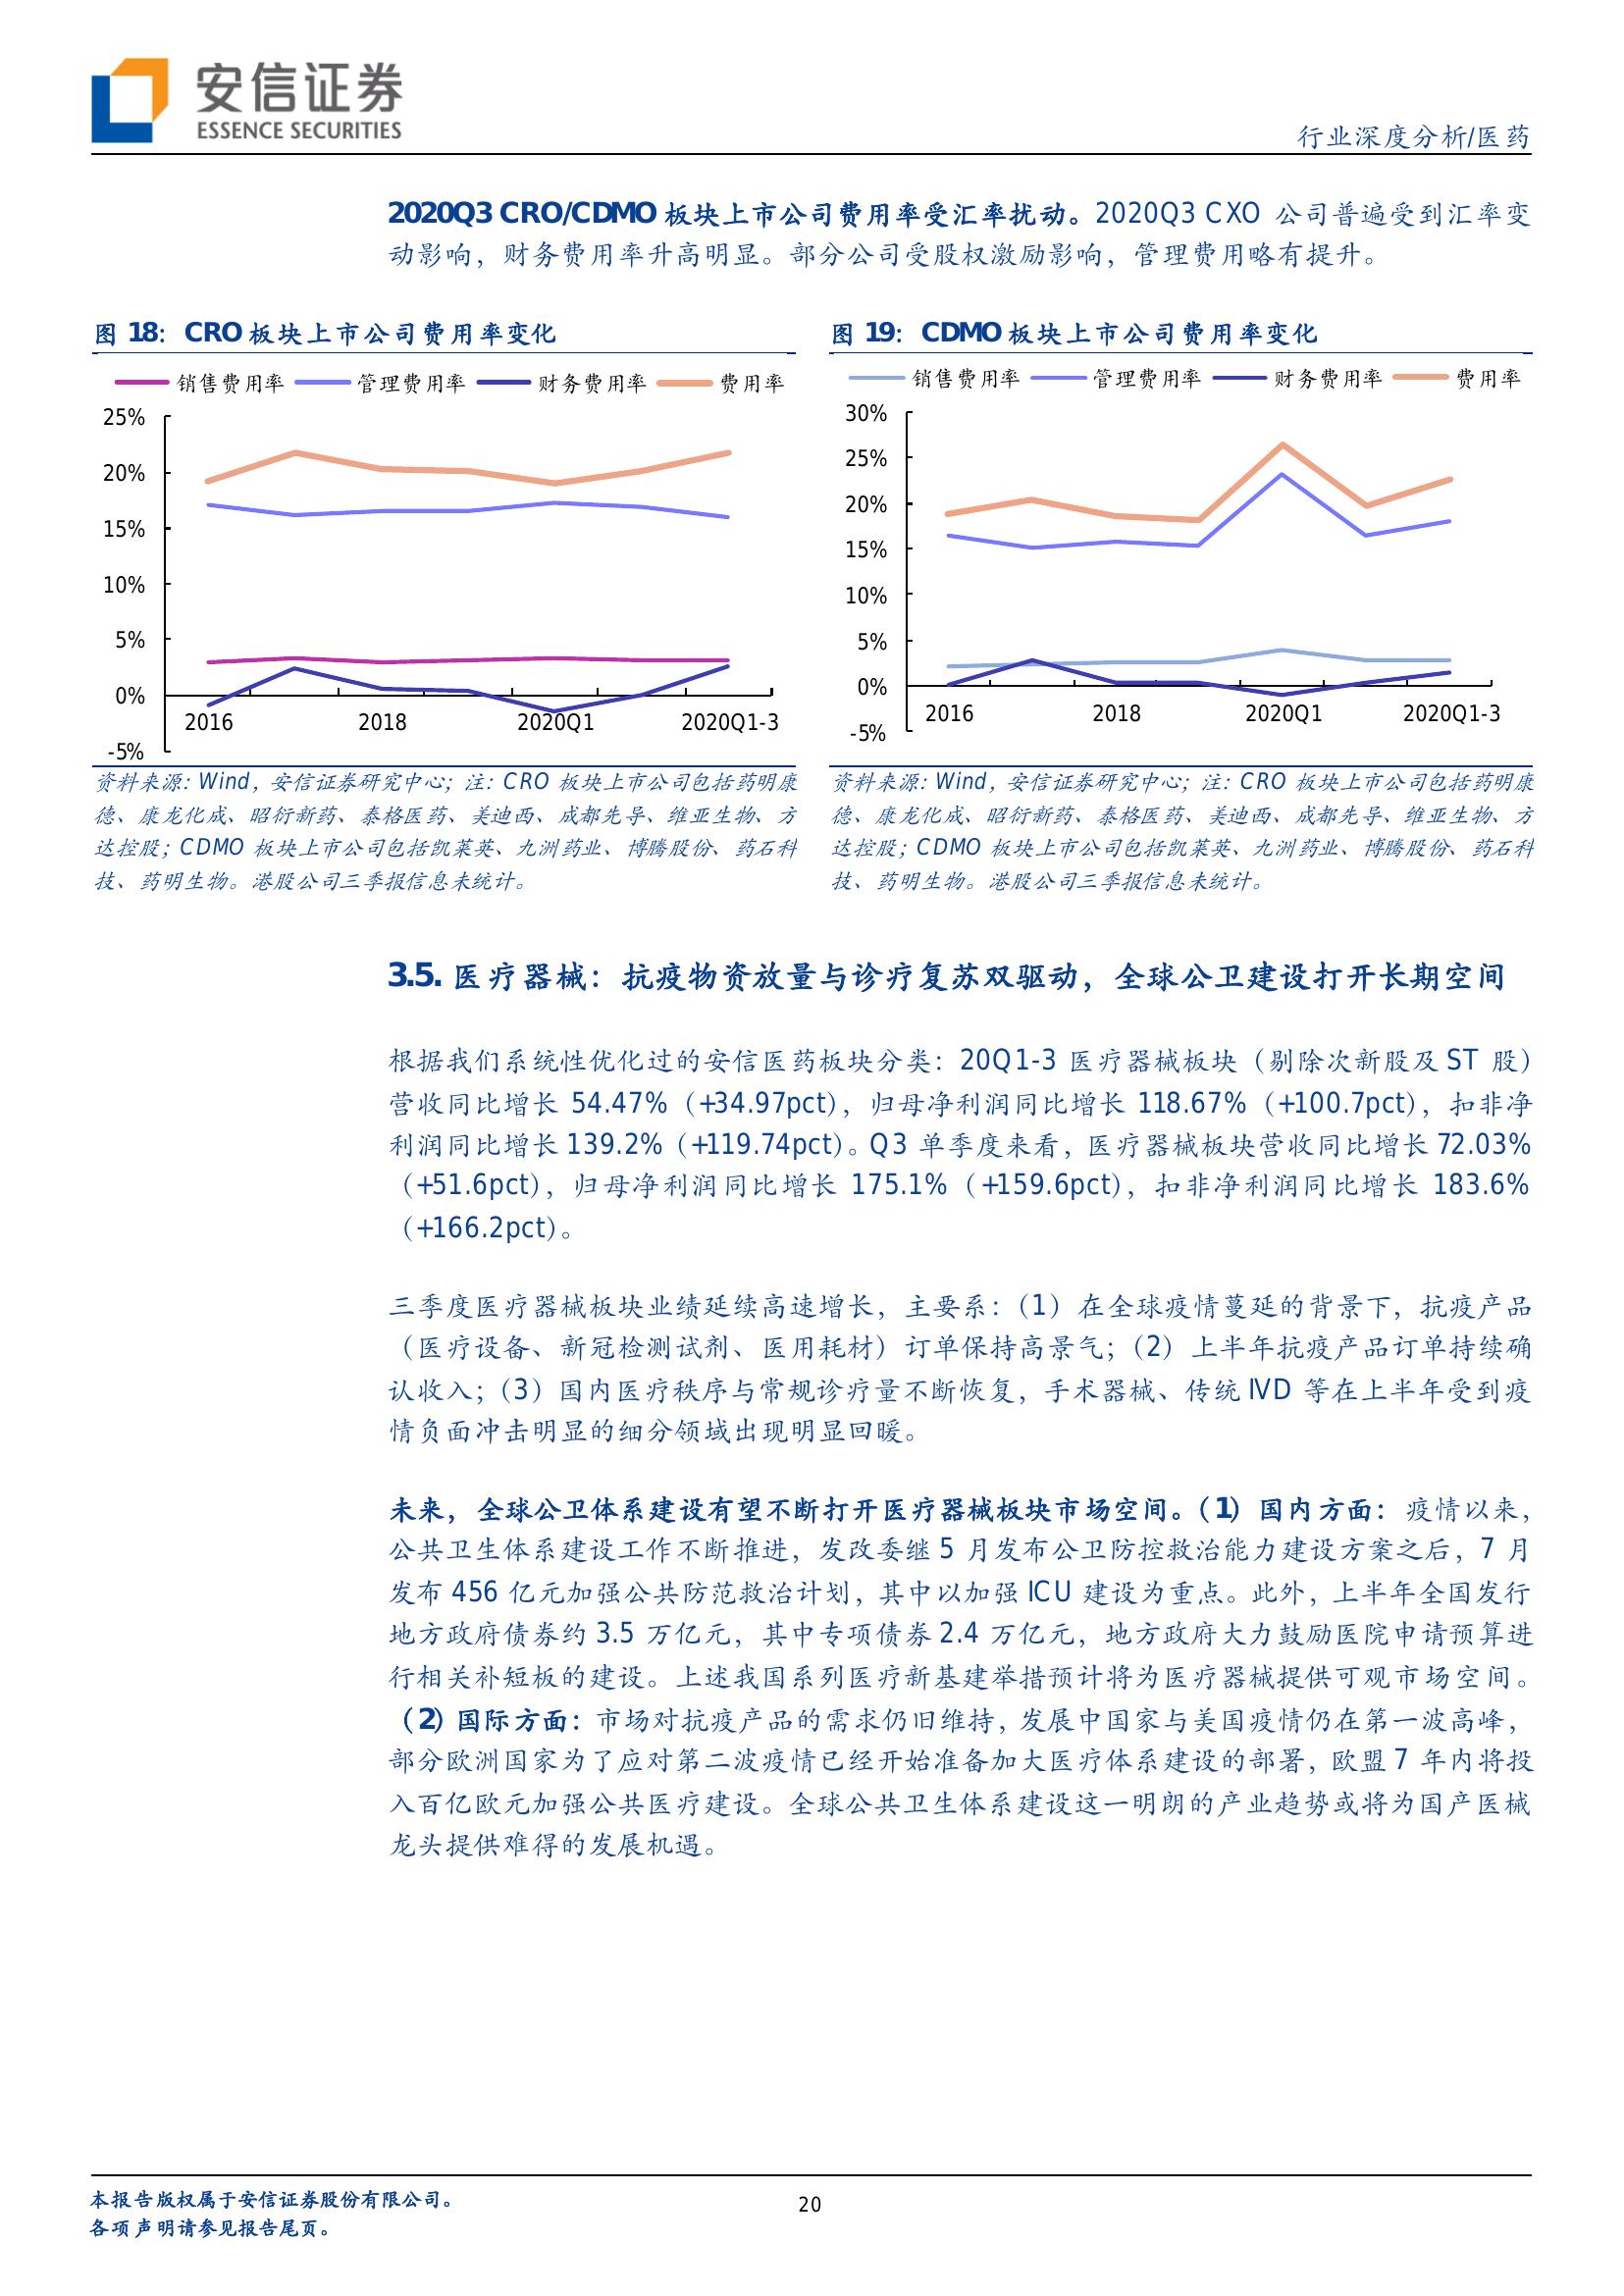 安信证券
ESSENCE SECURITIES
行业深度分析/医药
2020Q3 CRO/CDMO 板块上市公司费用率受汇率扰动。2020Q3 CXO 公司普遍受到汇率变
动影响，财务费用率升高明显。部分公司受股权激励影响，管理费用略有提升。
图 18：CRO 板块上市公司费用率变化
销售费用率 管理费用率 财务费用率 费用率
25%
20%
15%
10%
5%
0%
-5%
2016 2018 2020Q1 2020Q1-3
资料来源：Wind，安信证券研究中心；注：CRO 板块上市公司包括药明康
德、康龙化成、昭衍新药、泰格医药、美迪西、成都先导、维亚生物、方
达控股；CDMO 板块上市公司包括凯莱英、九洲药业、博腾股份、药石科
技、药明生物。港股公司三季报信息未统计。
图 19：CDMO 板块上市公司费用率变化
销售费用率 管理费用率 财务费用率 费用率
30%
25%
20%
15%
10%
5%
0%
-5%
2016 2018 2020Q1 2020Q1-3
资料来源：Wind，安信证券研究中心；注：CRO 板块上市公司包括药明康
德、康龙化成、昭衍新药、泰格医药、美迪西、成都先导、维亚生物、方
达控股；CDMO 板块上市公司包括凯莱英、九洲药业、博腾股份、药石科
技、药明生物。港股公司三季报信息未统计。
3.5. 医疗器械：抗疫物资放量与诊疗复苏双驱动，全球公卫建设打开长期空间
根据我们系统性优化过的安信医药板块分类：20Q1-3 医疗器械板块（剔除次新股及 ST 股）
营收同比增长 54.47%（+34.97pct），归母净利润同比增长 118.67%（+100.7pct），扣非净
利润同比增长 139.2%（+119.74pct）。Q3 单季度来看，医疗器械板块营收同比增长 72.03%
（+51.6pct），归母净利润同比增长 175.1%（+159.6pct），扣非净利润同比增长 183.6%
（+166.2pct）。
三季度医疗器械板块业绩延续高速增长，主要系：（1）在全球疫情蔓延的背景下，抗疫产品
（医疗设备、新冠检测试剂、医用耗材）订单保持高景气；（2）上半年抗疫产品订单持续确
认收入；（3）国内医疗秩序与常规诊疗量不断恢复，手术器械、传统 IVD 等在上半年受到疫
情负面冲击明显的细分领域出现明显回暖。
未来，全球公卫体系建设有望不断打开医疗器械板块市场空间。（1）国内方面：疫情以来，
公共卫生体系建设工作不断推进，发改委继 5 月发布公卫防控救治能力建设方案之后，7 月
发布 456 亿元加强公共防范救治计划，其中以加强 ICU 建设为重点。此外，上半年全国发行
地方政府债券约 3.5 万亿元，其中专项债券 2.4 万亿元，地方政府大力鼓励医院申请预算进
行相关补短板的建设。上述我国系列医疗新基建举措预计将为医疗器械提供可观市场空间。
（2）国际方面：市场对抗疫产品的需求仍旧维持，发展中国家与美国疫情仍在第一波高峰，
部分欧洲国家为了应对第二波疫情已经开始准备加大医疗体系建设的部署，欧盟 7 年内将投
入百亿欧元加强公共医疗建设。全球公共卫生体系建设这一明朗的产业趋势或将为国产医械
龙头提供难得的发展机遇。
本报告版权属于安信证券股份有限公司。
各项声明请参见报告尾页。
20